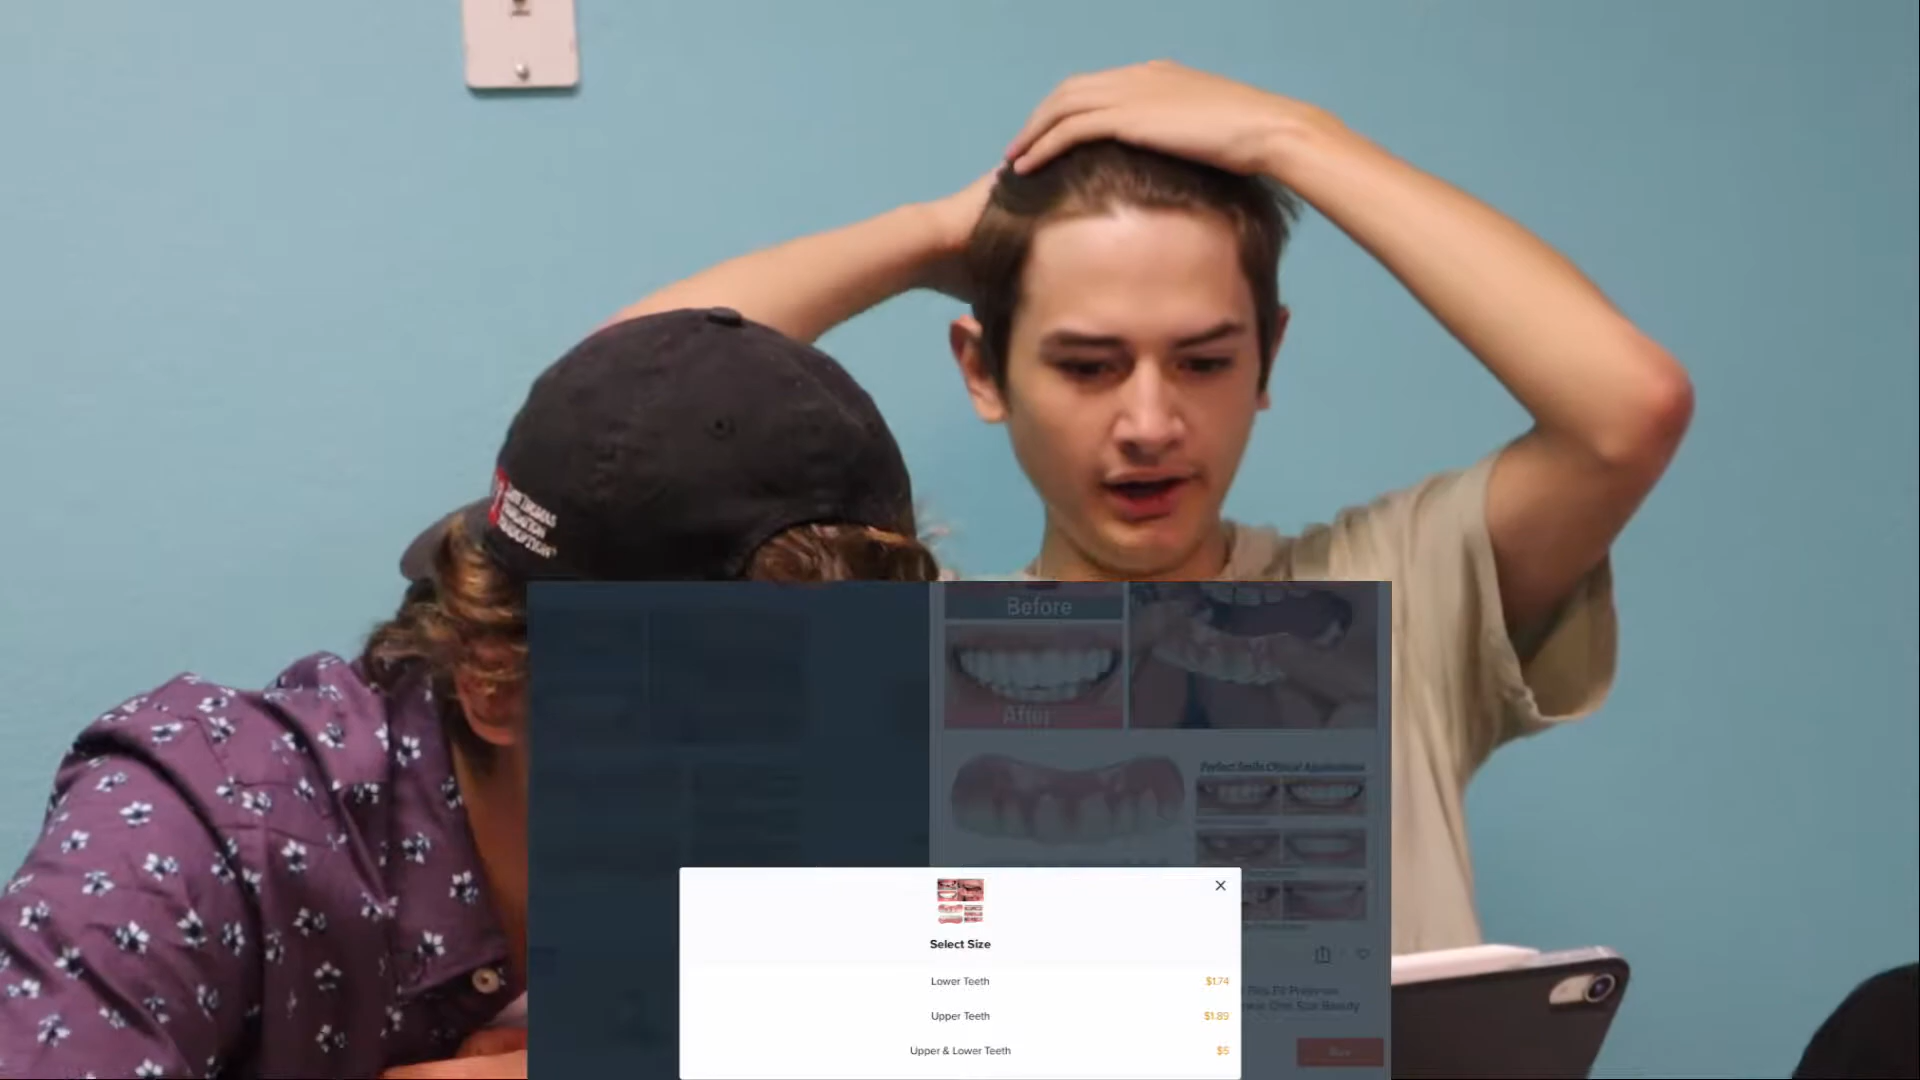 Before
After
Perfect Smile Clinical Applications
Select Size
Lower Teeth $1.74
Upper Teeth $1.89
Upper & Lower Teeth $5
Buy